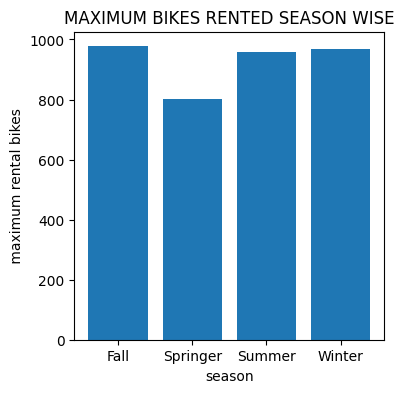 MAXIMUM BIKES RENTED SEASON WISE
1000
800
600
400
200
0
maximum rental bikes
Fall Springer Summer Winter
season